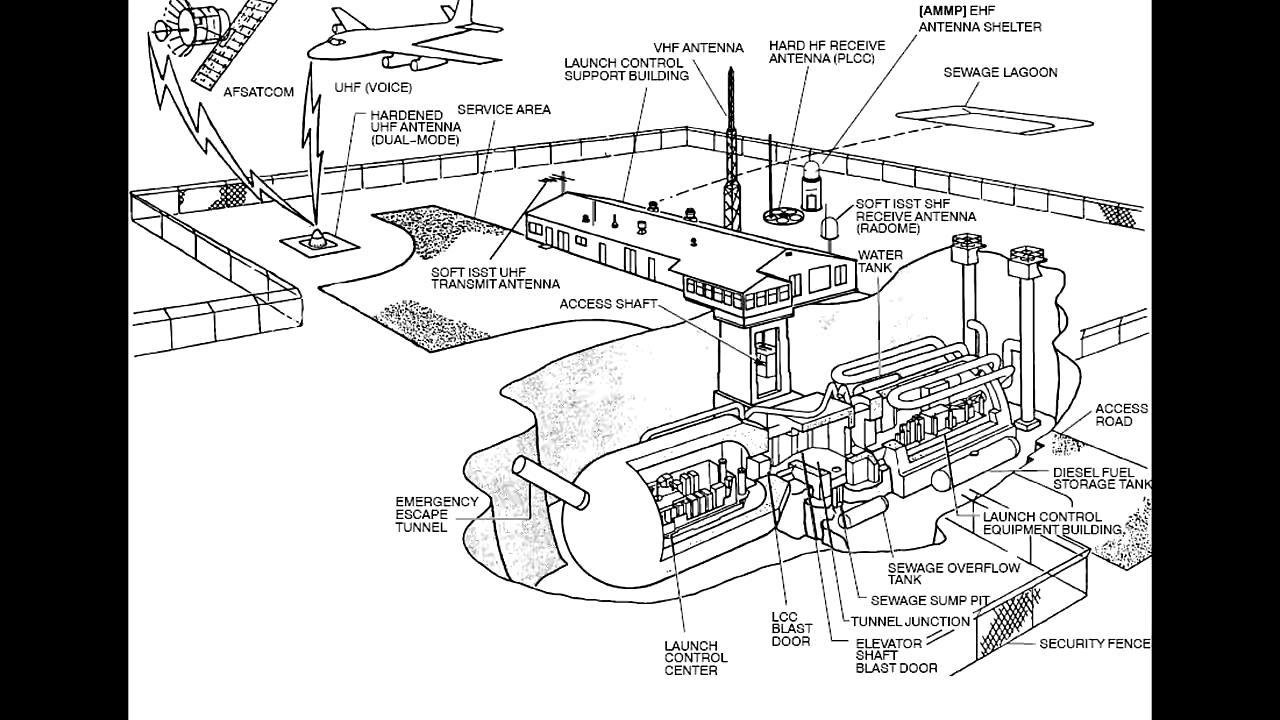 [AMMP] EHF
ANTENNA SHELTER
VHF ANTENNA
HARD HF RECEIVE
ANTENNA (PLCC)
LAUNCH CONTROL
SUPPORT BUILDING
SEWAGE LAGOON
AFSATCOM
UHF (VOICE)
HARDENED
UHF ANTENNA
(DUAL-MODE)
SERVICE AREA
SOFT ISST SHF
RECEIVE ANTENNA
(RADOME)
WATER
TANK
SOFT ISST UHF
TRANSMIT ANTENNA
ACCESS SHAFT
ACCESS
ROAD
DIESEL FUEL
STORAGE TANK
EMERGENCY
ESCAPE
TUNNEL
LAUNCH CONTROL
EQUIPMENT BUILDING
SEWAGE OVERFLOW
TANK
SEWAGE SUMP PIT
LCC
BLAST
DOOR
TUNNEL JUNCTION
ELEVATOR
SHAFT
BLAST DOOR
LAUNCH
CONTROL
CENTER
SECURITY FENCE